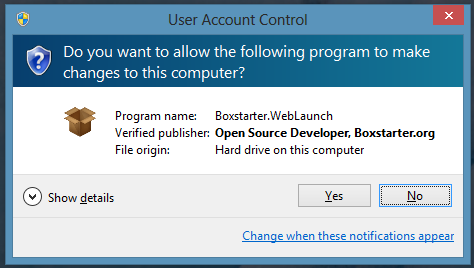 User Account Control
Do you want to allow the following program to make
changes to this computer?
Program name: Boxstarter.WebLaunch
Verified publisher: Open Source Developer, Boxstarter.org
File origin: Hard drive on this computer
Show details
Yes
No
Change when these notifications appear